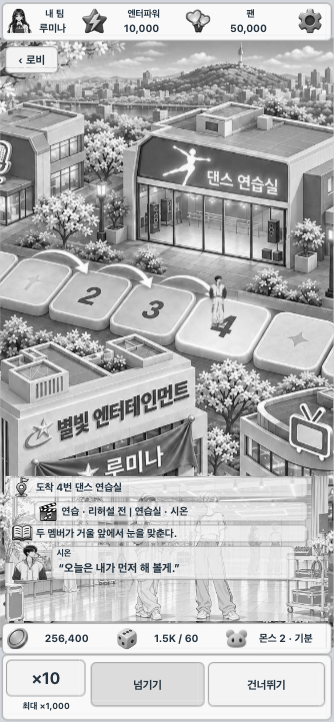 내 팀
루미나
엔터파워
10,000
팬
50,000
‹ 로비
댄스 연습실
2
3
4
별빛 엔터테인먼트
루미나
도착 4번 댄스 연습실
연습 · 리허설 전 | 연습실 · 시온
두 멤버가 거울 앞에서 눈을 맞춘다.
시온
“오늘은 내가 먼저 해 볼게.”
256,400
1.5K / 60
몬스 2 · 기분
×10
최대 ×1,000
넘기기
건너뛰기